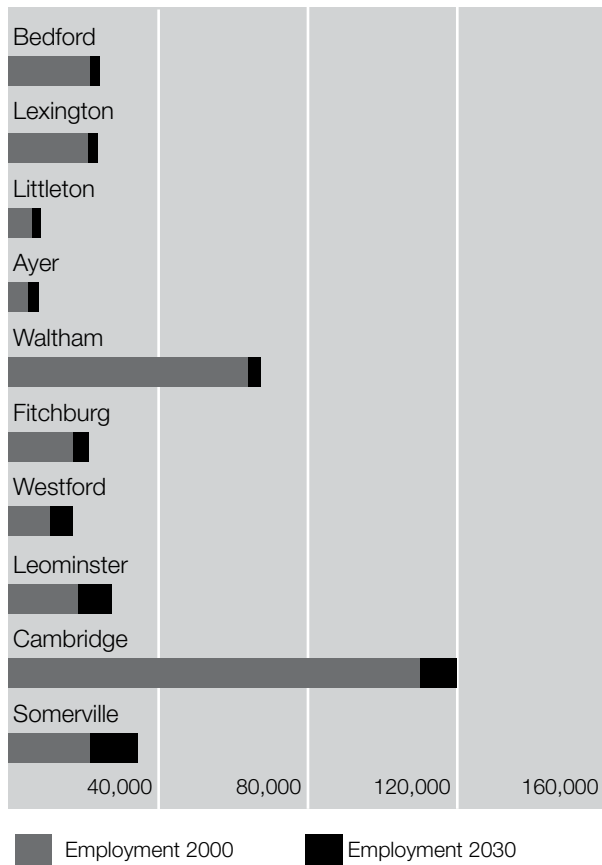 Bedford
Lexington
Littleton
Ayer
Waltham
Fitchburg
Westford
Leominster
Cambridge
Somerville
40,000 80,000 120,000 160,000
Employment 2000 Employment 2030